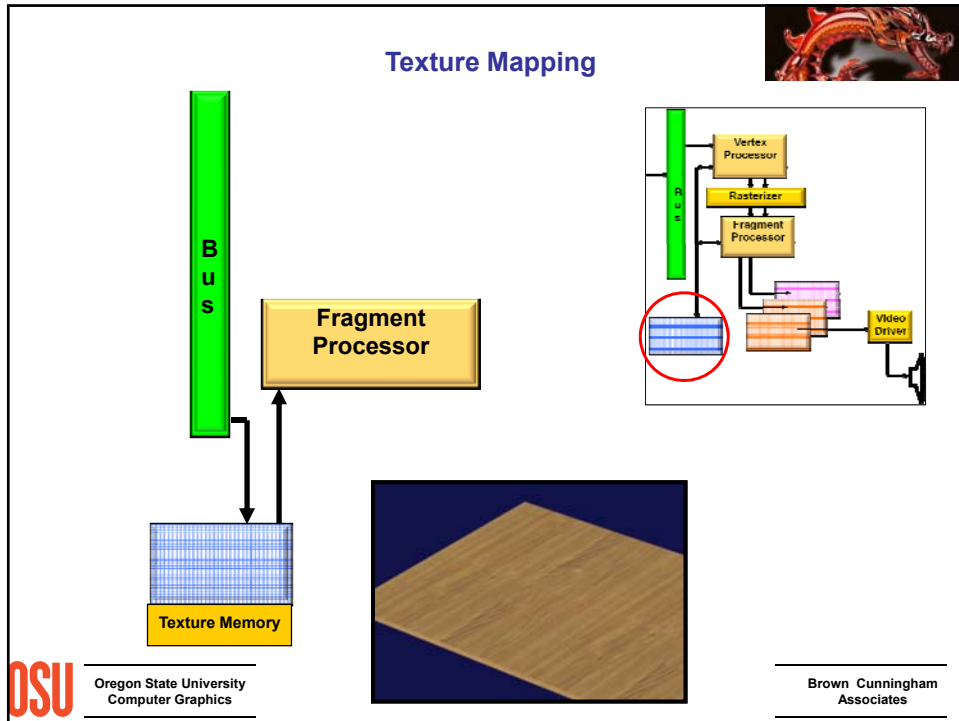 Texture Mapping
B
u
s
Fragment
Processor
Texture Memory
Vertex
Processor
B
u
s
Rasterizer
Fragment
Processor
Video
Driver
OSU
Oregon State University
Computer Graphics
Brown Cunningham
Associates